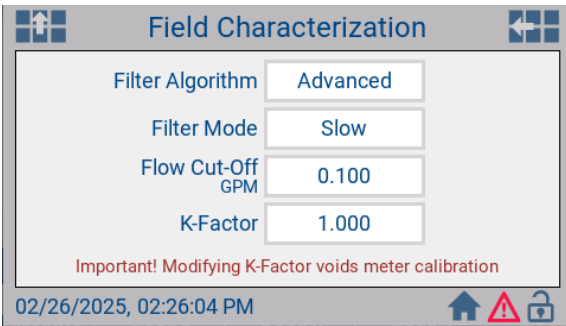 Field Characterization
Filter Algorithm Advanced
Filter Mode Slow
Flow Cut-Off
GPM 0.100
K-Factor 1.000
Important! Modifying K-Factor voids meter calibration
02/26/2025, 02:26:04 PM